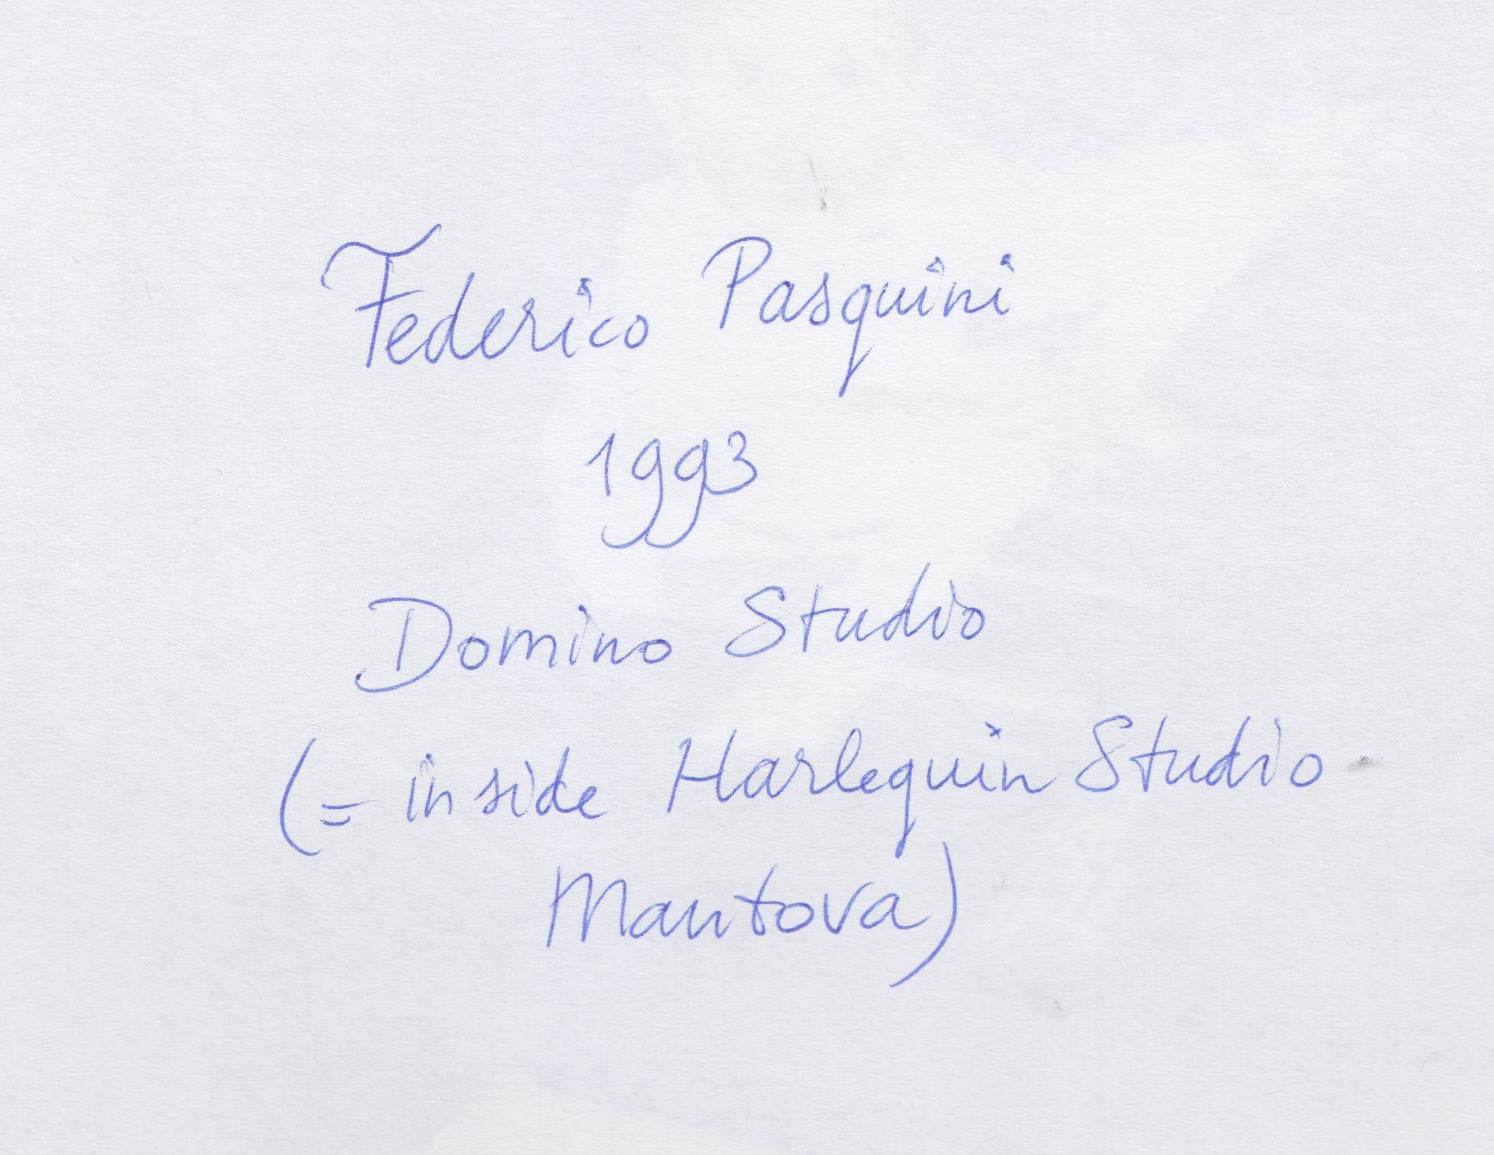 Federico Pasquini
1993
Domino Studio
(= inside Harlequin Studio
Mantova)